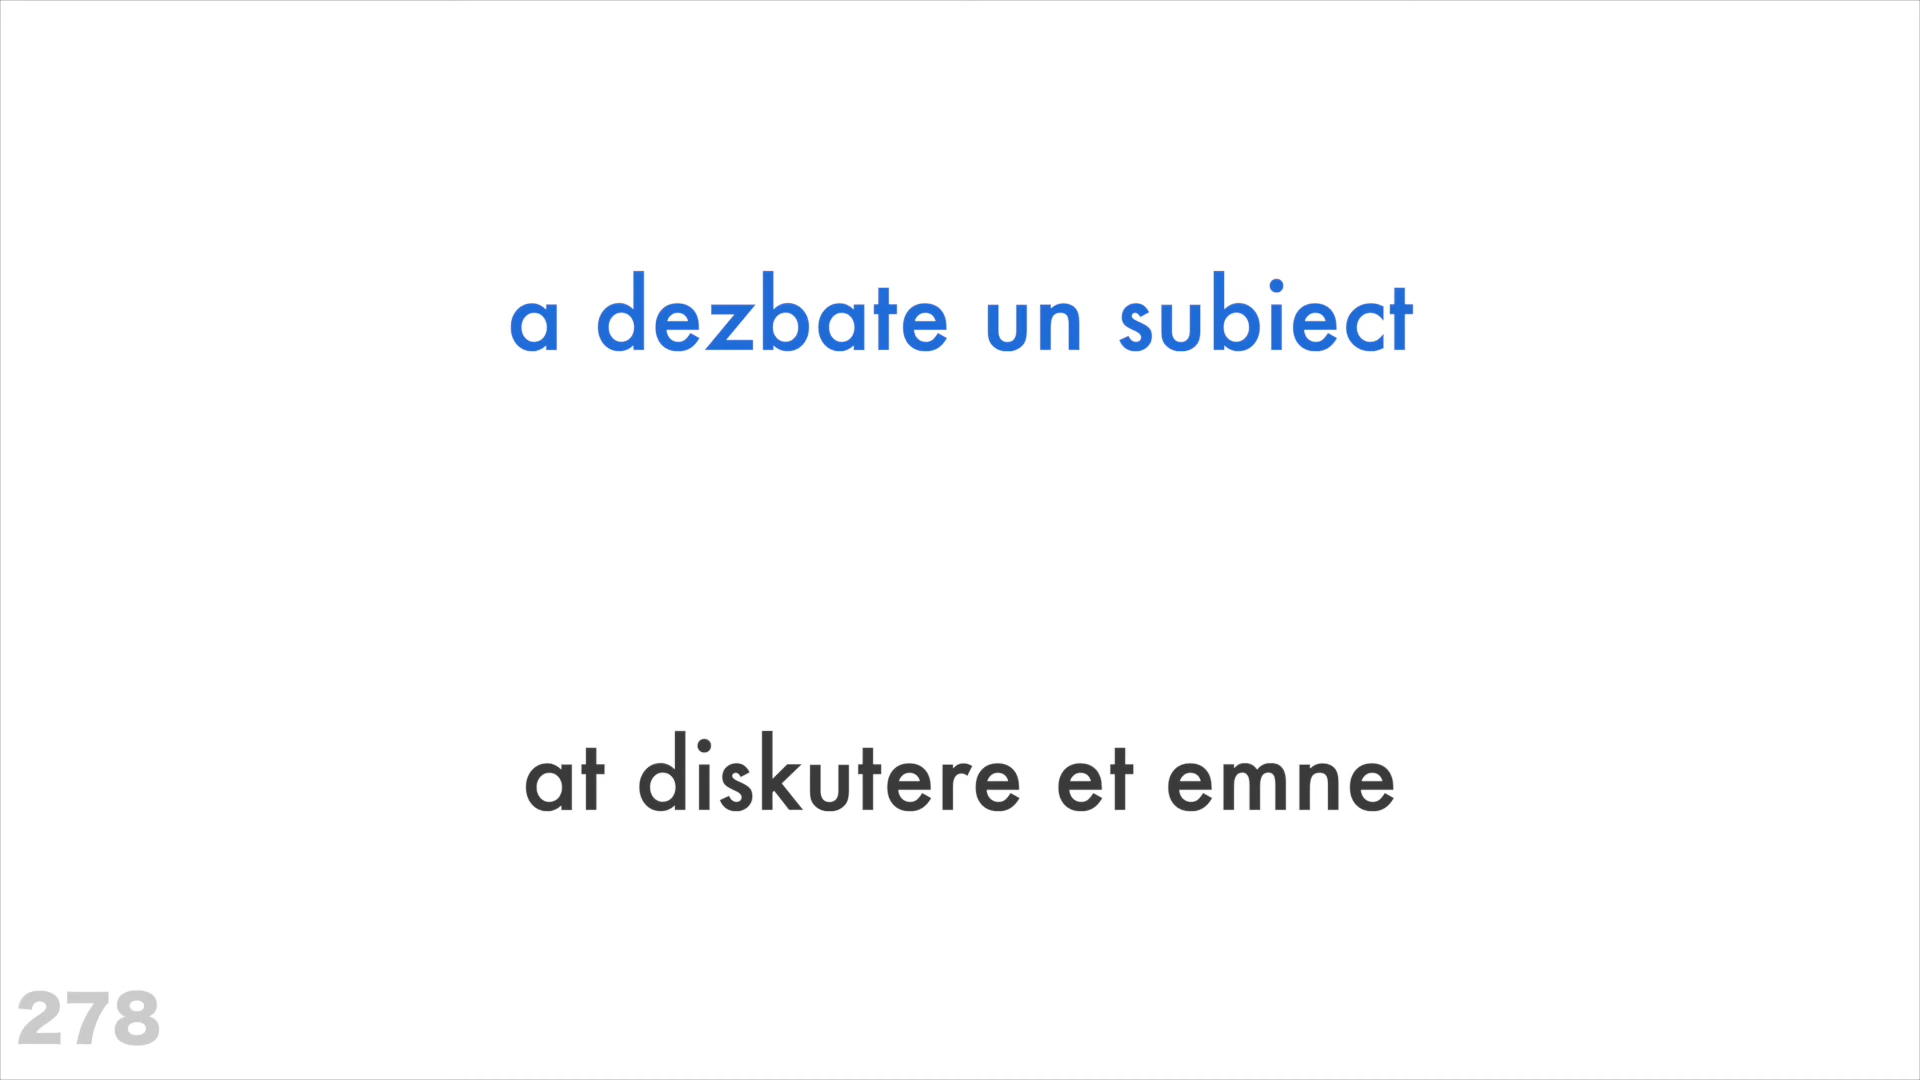 a dezbate un subiect
at diskutere et emne
278